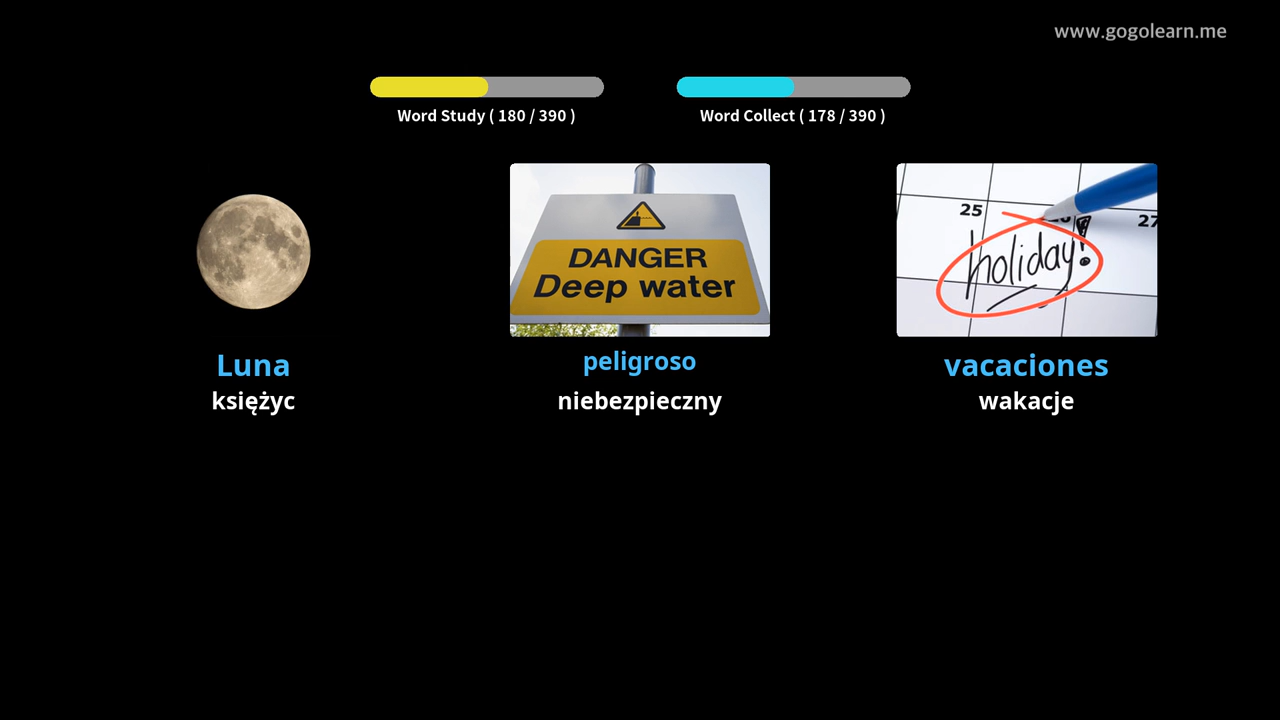 www.gogolearn.me
Word Study ( 180 / 390 )
Word Collect ( 178 / 390 )
DANGER
Deep water
25
27
holiday!
Luna
peligroso
vacaciones
księżyc
niebezpieczny
wakacje